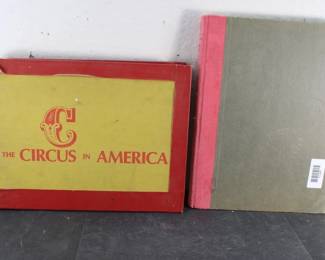 C
THE CIRCUS IN AMERICA